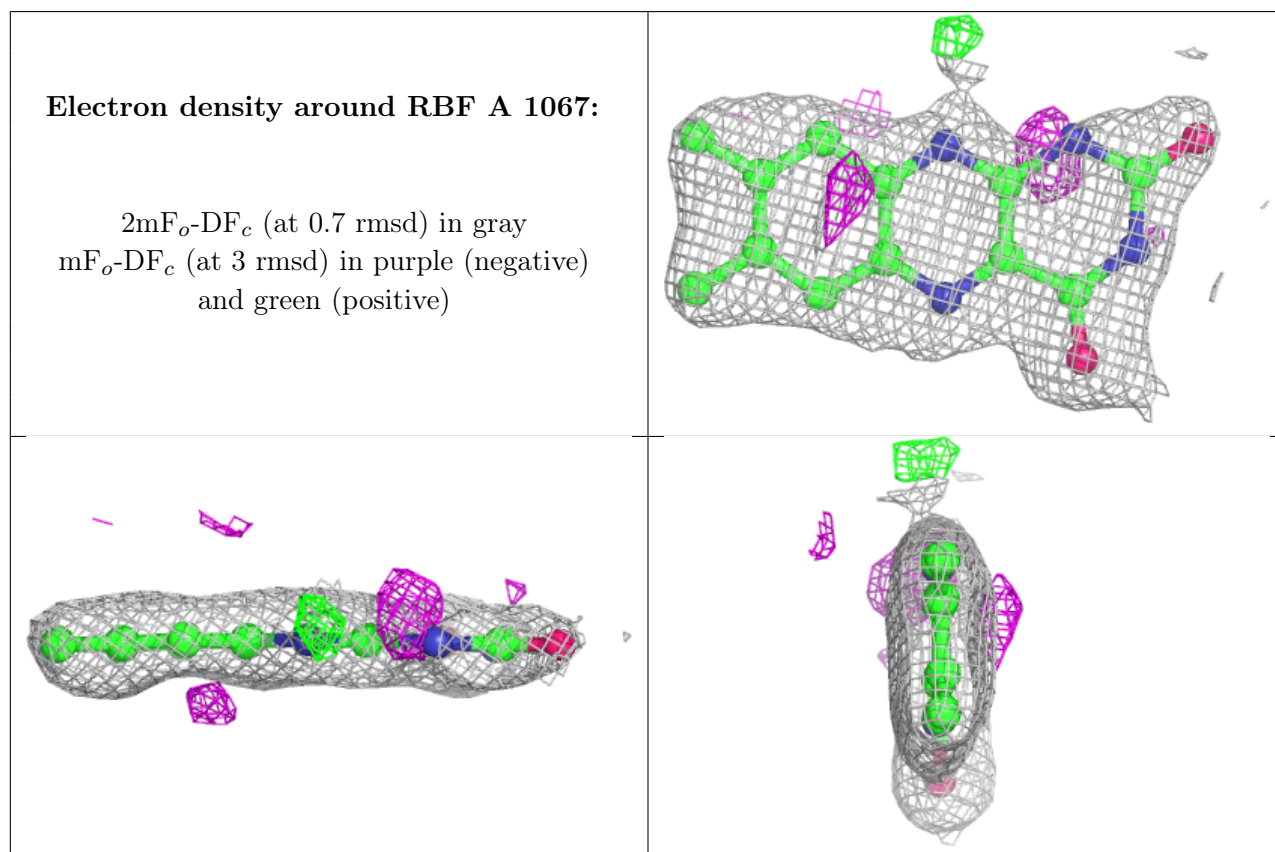 Electron density around RBF A 1067:
2mFo-DFc (at 0.7 rmsd) in gray
mFo-DFc (at 3 rmsd) in purple (negative)
and green (positive)